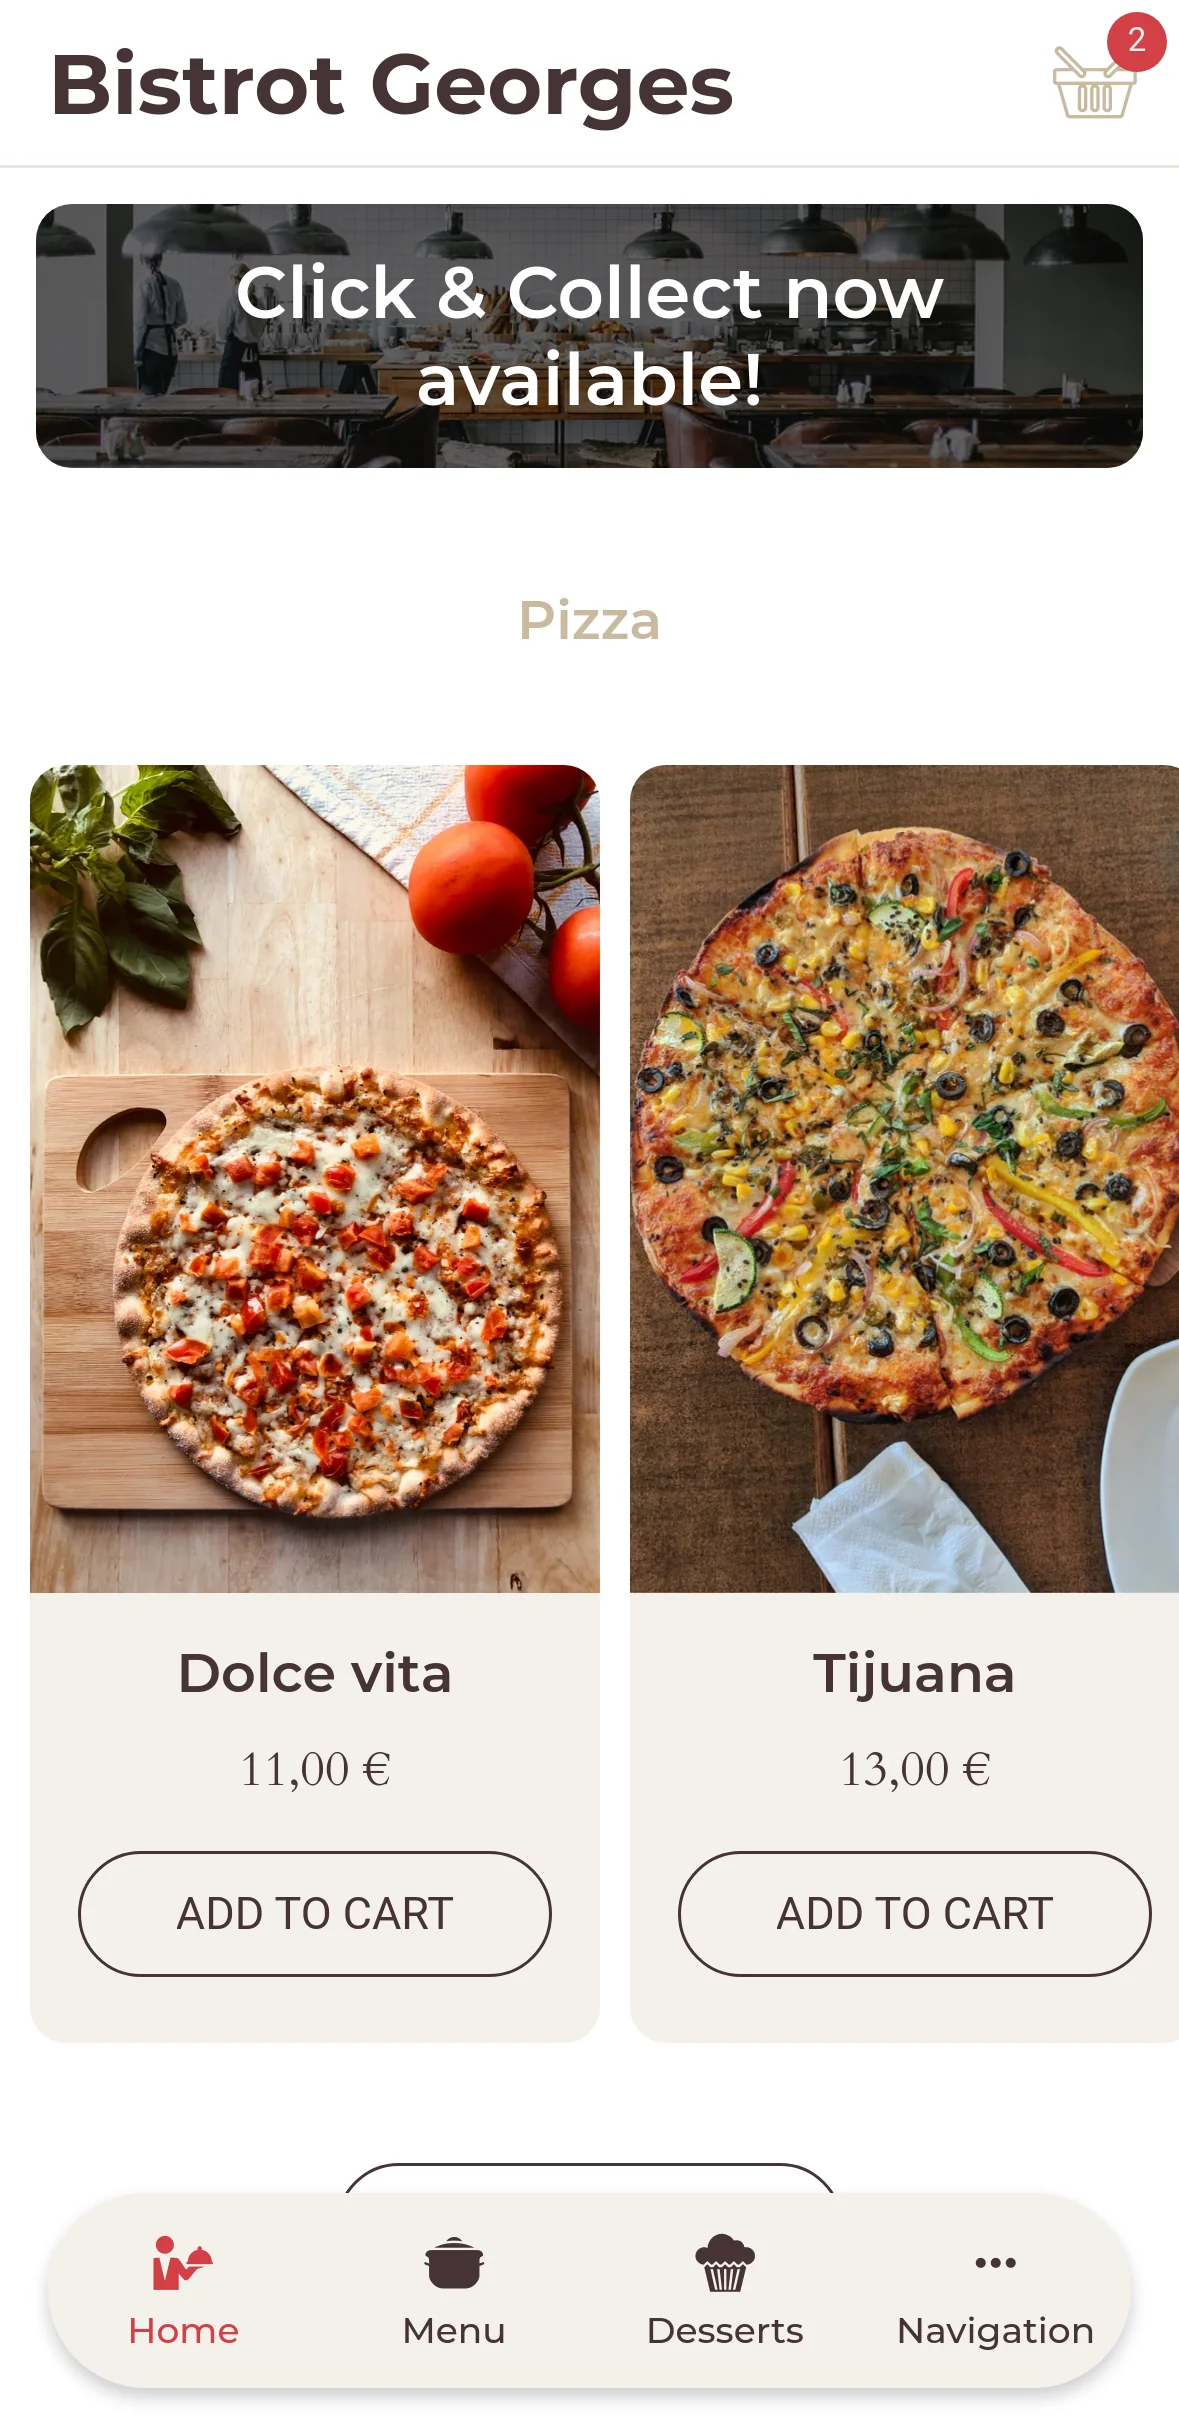 Bistrot Georges
2
Click & Collect now
available!
Pizza
Dolce vita
11,00 €
ADD TO CART
Tijuana
13,00 €
ADD TO CART
Home
Menu
Desserts
Navigation